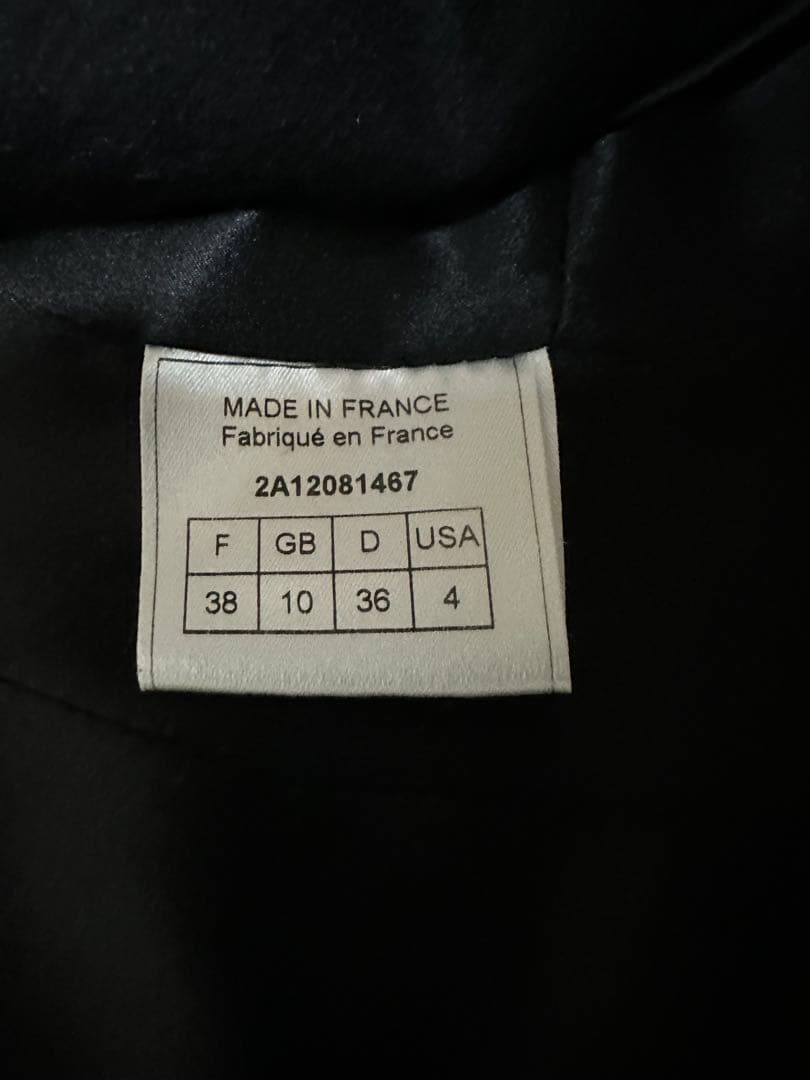 MADE IN FRANCE
Fabriqué en France
2A12081467
F GB D USA
38 10 36 4